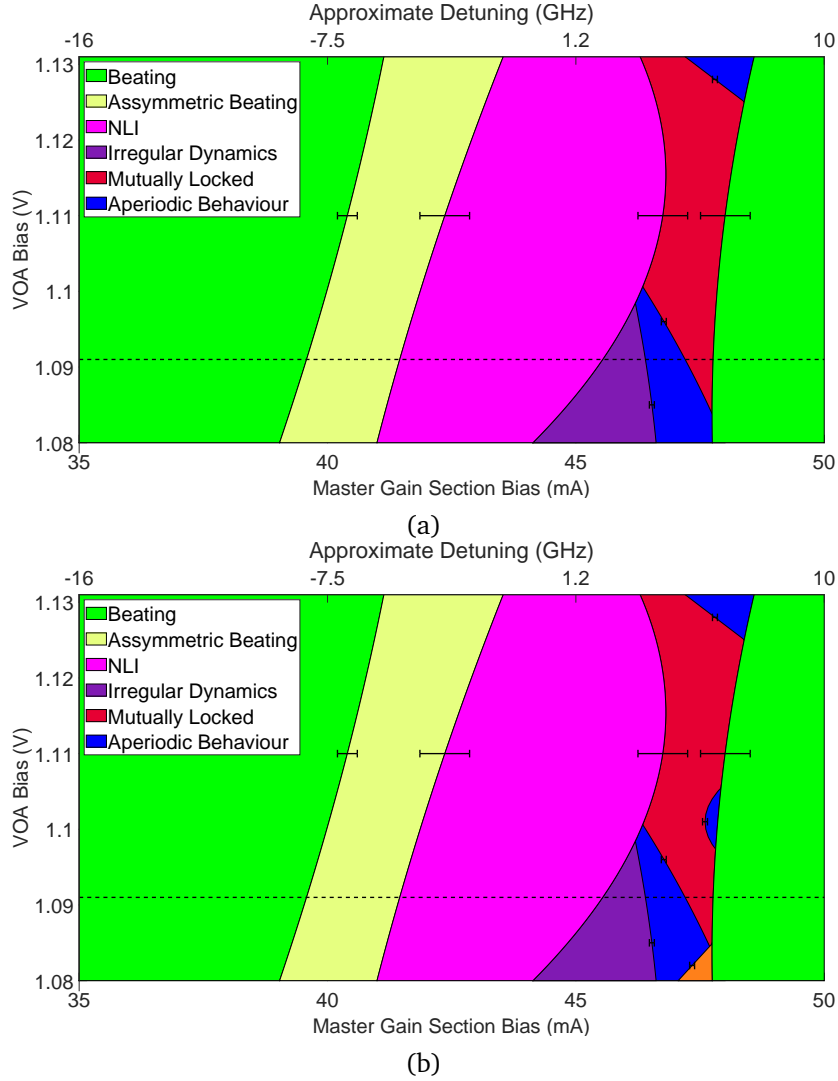 Approximate Detuning (GHz)
-16 -7.5 1.2 10
1.13
1.12
1.11
1.1
1.09
1.08
VOA Bias (V)
Beating
Assymmetric Beating
NLI
Irregular Dynamics
Mutually Locked
Aperiodic Behaviour
35 40 45 50
Master Gain Section Bias (mA)
(a)
Approximate Detuning (GHz)
-16 -7.5 1.2 10
1.13
1.12
1.11
1.1
1.09
1.08
VOA Bias (V)
Beating
Assymmetric Beating
NLI
Irregular Dynamics
Mutually Locked
Aperiodic Behaviour
35 40 45 50
Master Gain Section Bias (mA)
(b)